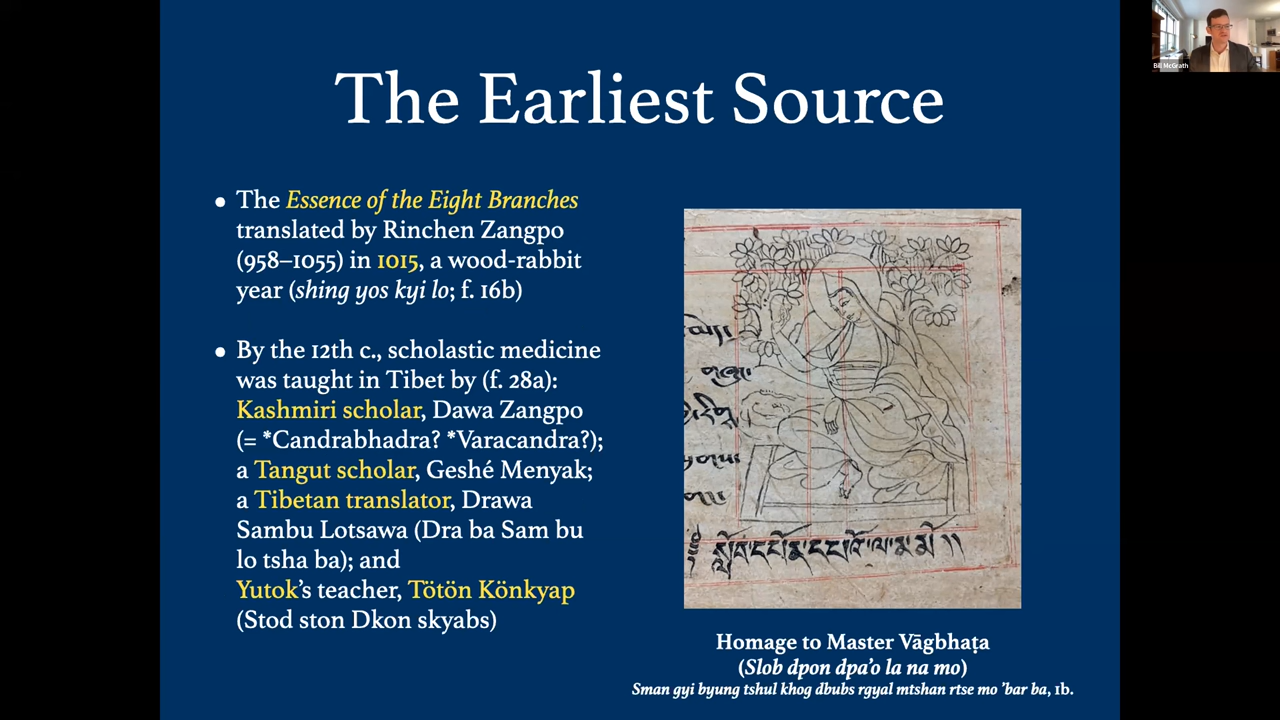 The Earliest Source
• The Essence of the Eight Branches
translated by Rinchen Zangpo
(958–1055) in 1015, a wood-rabbit
year (shing yos kyi lo; f. 16b)
• By the 12th c., scholastic medicine
was taught in Tibet by (f. 28a):
Kashmiri scholar, Dawa Zangpo
(= *Candrabhadra? *Varacandra?);
a Tangut scholar, Geshé Menyak;
a Tibetan translator, Drawa
Sambu Lotsawa (Dra ba Sam bu
lo tsha ba); and
Yutok's teacher, Tötön Könkyap
(Stod ston Dkon skyabs)
Homage to Master Vāgbhaṭa
(Slob dpon dpa'o la na mo)
Sman gyi byung tshul khog dbubs rgyal mtshan rtse mo 'bar ba, 1b.
Bill McGrath